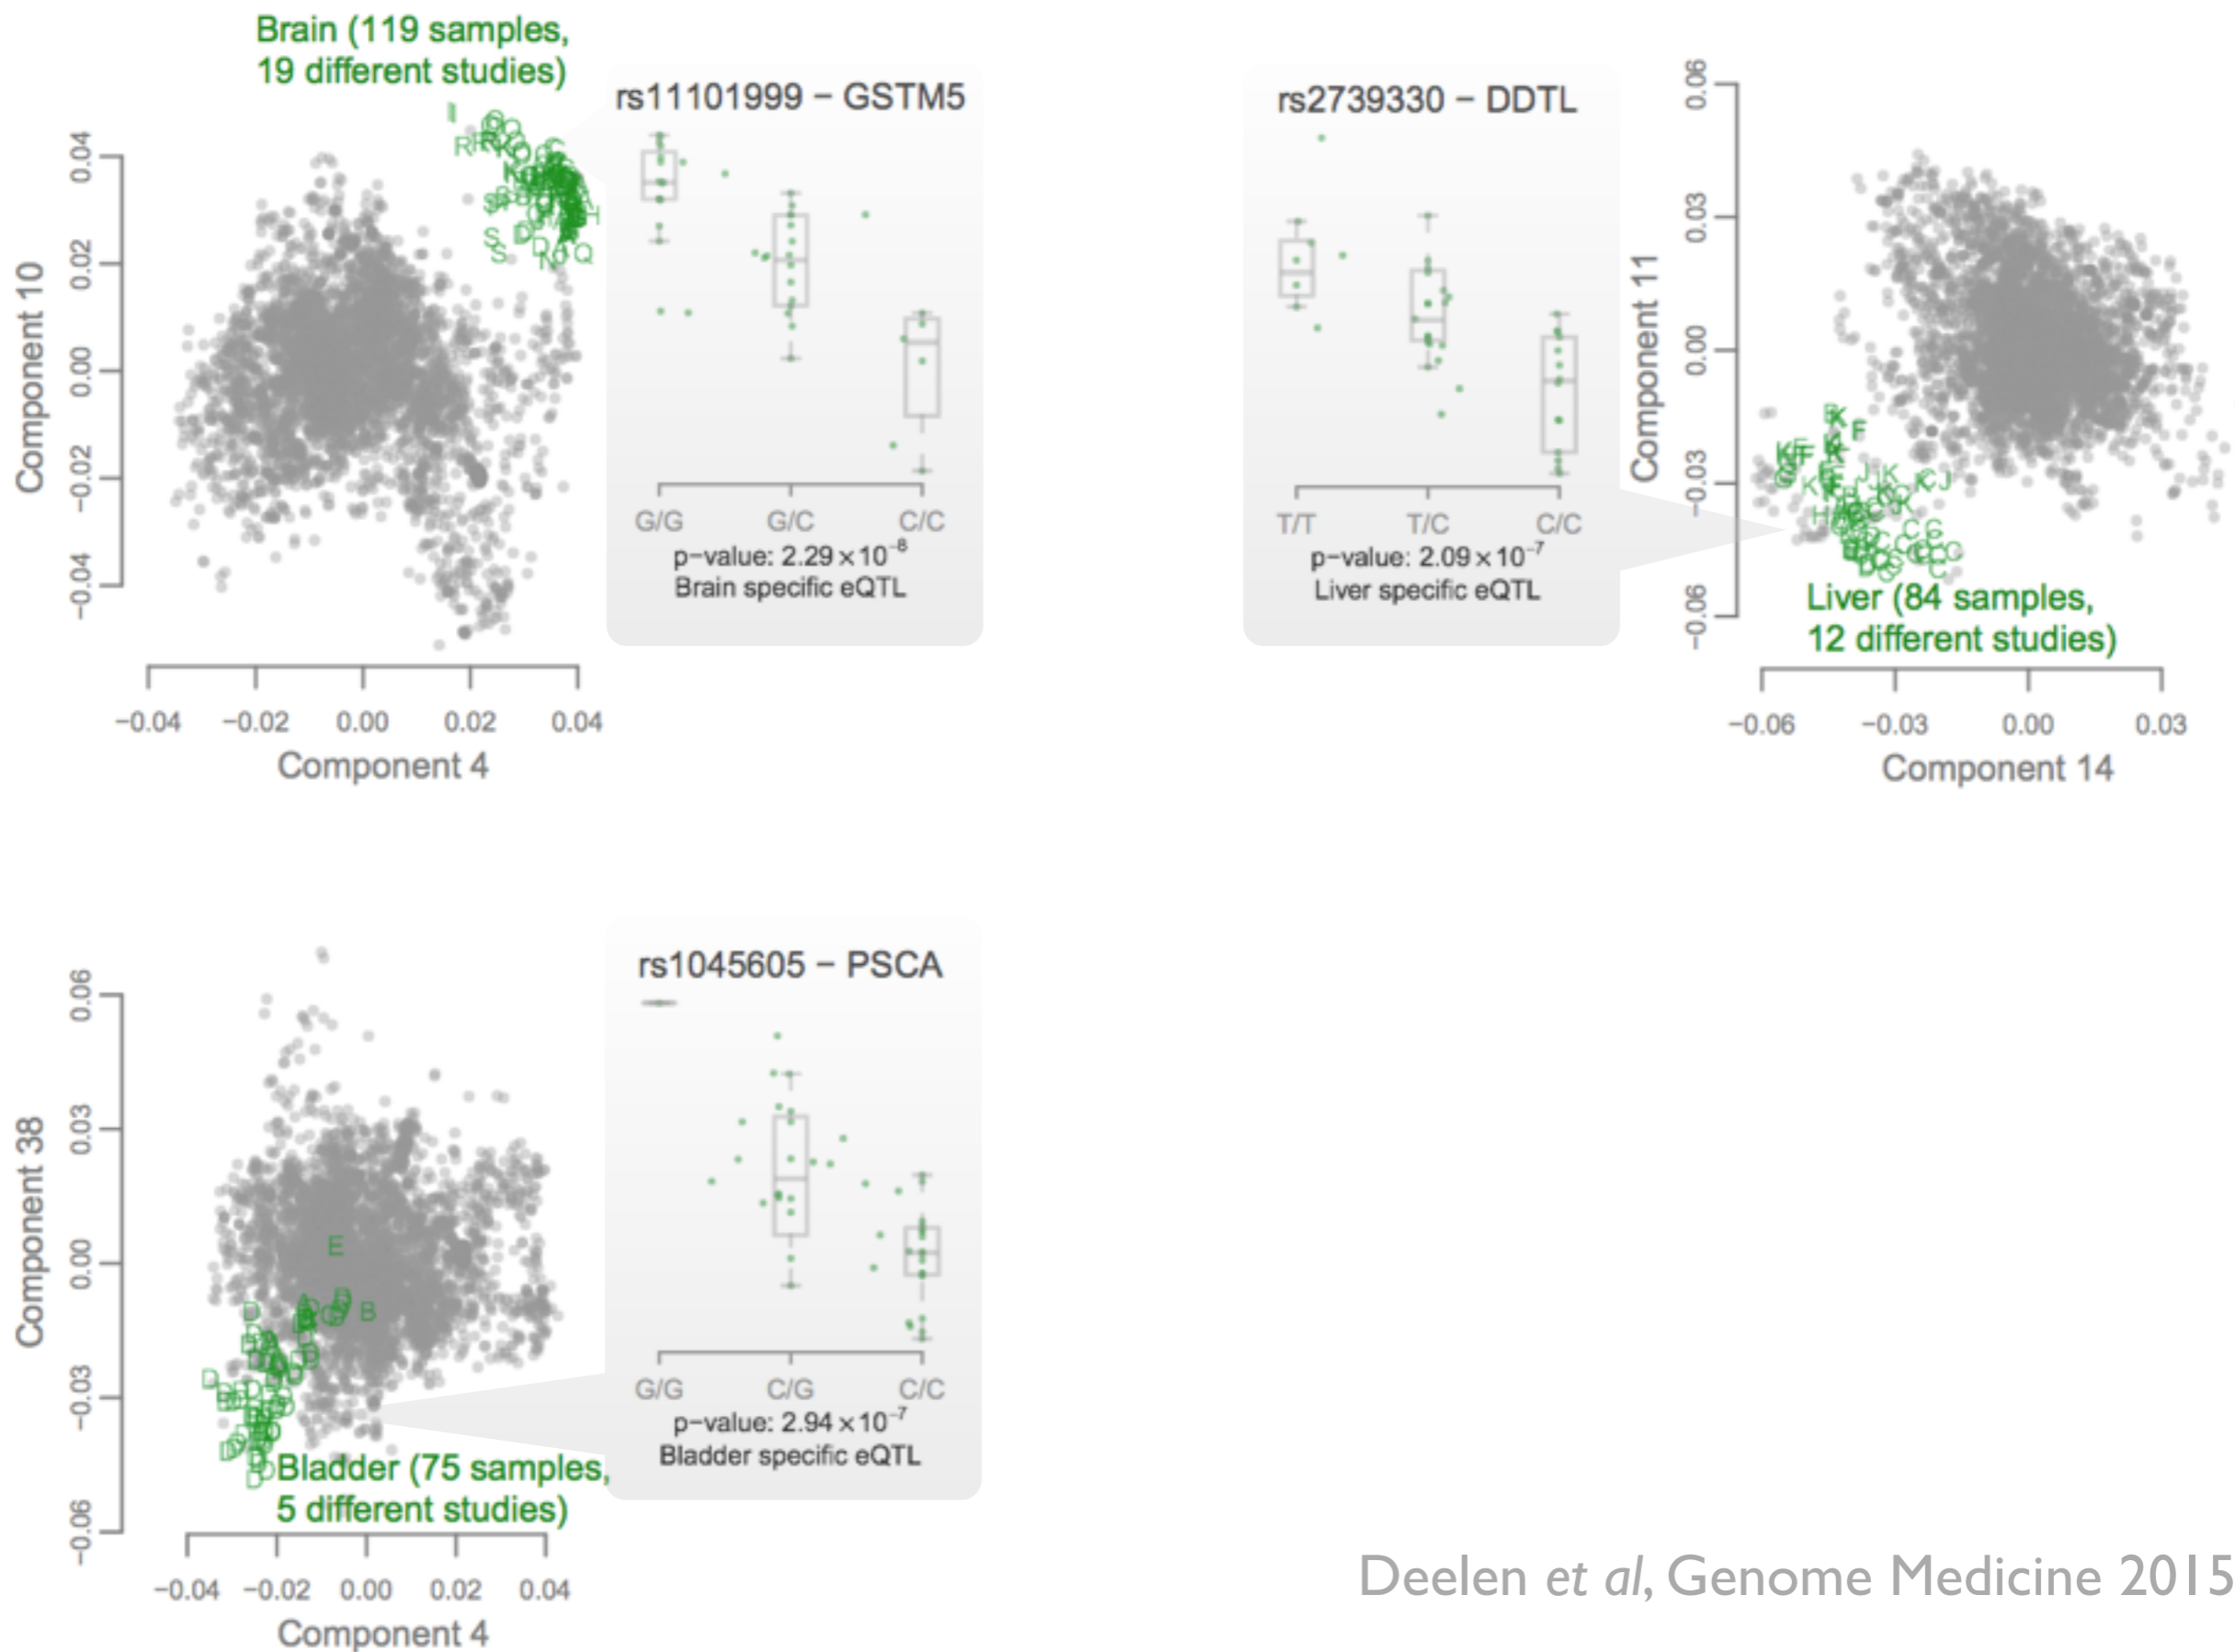 Brain (119 samples,
19 different studies)
rs11101999 − GSTM5
Component 10
0.04
0.02
0.00
−0.02
−0.04
G/G G/C C/C
p−value: 2.29 × 10⁻⁸
Brain specific eQTL
−0.04 −0.02 0.00 0.02 0.04
Component 4
rs2739330 − DDTL
T/T T/C C/C
p−value: 2.09 × 10⁻⁷
Liver specific eQTL
Component 11
0.06
0.03
0.00
−0.03
−0.06
Liver (84 samples,
12 different studies)
−0.06 −0.03 0.00 0.03
Component 14
rs1045605 − PSCA
Component 38
0.06
0.03
0.00
−0.03
−0.06
E
B
G/G C/G C/C
p−value: 2.94 × 10⁻⁷
Bladder specific eQTL
Bladder (75 samples,
5 different studies)
−0.04 −0.02 0.00 0.02 0.04
Component 4
Deelen et al, Genome Medicine 2015